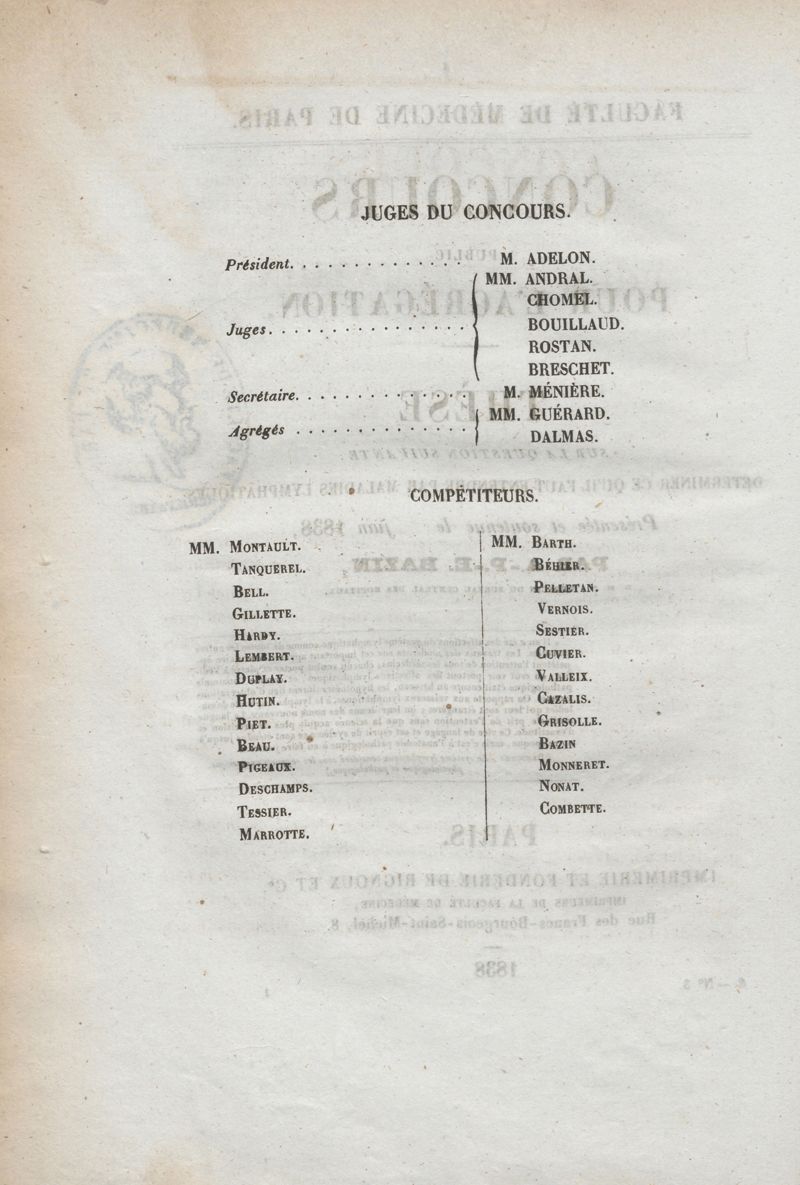 JUGES DU CONCOURS.
Président. . . . . . . . . . . . . . M. ADELON.
MM. ANDRAL.
CHOMEL.
Juges. . . . . . . . . . . . . . . . BOUILLAUD.
ROSTAN.
BRESCHET.
Secrétaire. . . . . . . . . . . . . . M. MÉNIÈRE.
MM. GUÉRARD.
Agrégés . . . . . . . . . . . . . .
DALMAS.
COMPÉTITEURS.
MM. MONTAULT.
TANQUEREL.
BELL.
GILLETTE.
HARDY.
LEMBERT.
DUPLAY.
HUTIN.
PIET.
BEAU.
PIGEAUX.
DESCHAMPS.
TESSIER.
MARROTTE.
MM. BARTH.
BÉHIER.
PELLETAN.
VERNOIS.
SESTIER.
CUVIER.
VALLEIX.
CAZALIS.
GRISOLLE.
BAZIN
MONNERET.
NONAT.
COMBETTE.